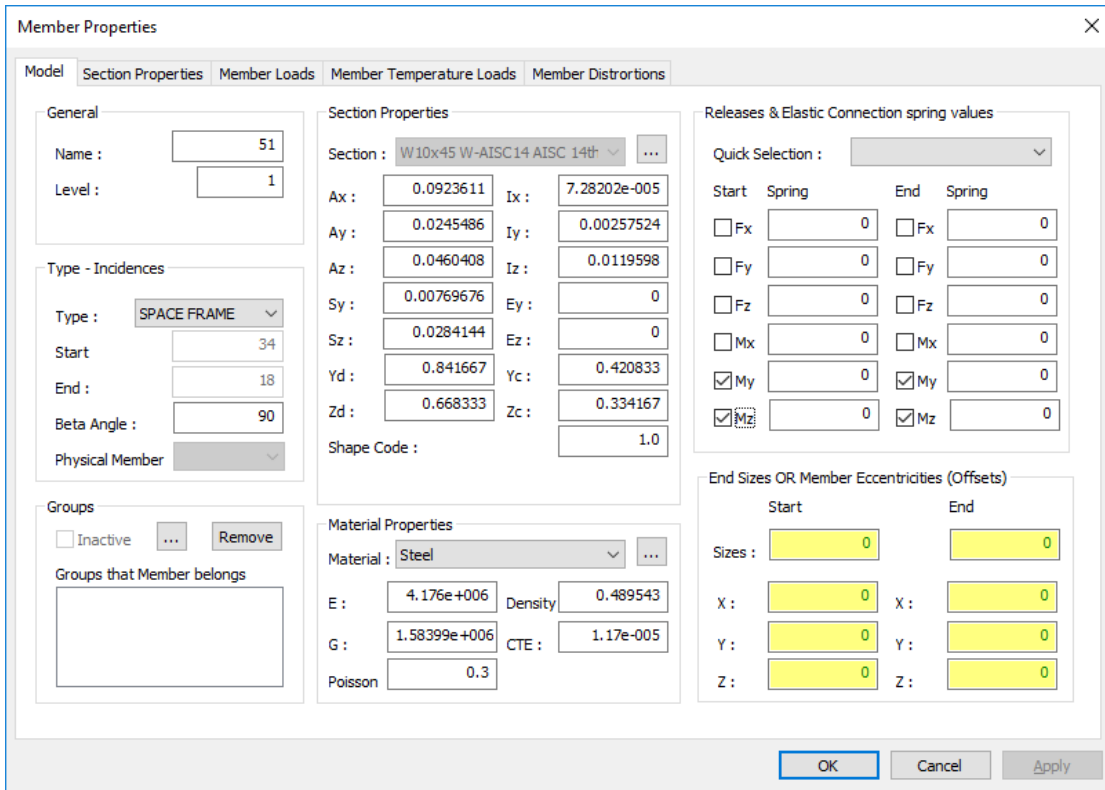 Member Properties
Model Section Properties Member Loads Member Temperature Loads Member Distrortions
General
Name : 51
Level : 1
Type - Incidences
Type : SPACE FRAME
Start 34
End : 18
Beta Angle : 90
Physical Member
Groups
Inactive ... Remove
Groups that Member belongs
Section Properties
Section : W10x45 W-AISC14 AISC 14th ...
Ax : 0.0923611 Ix : 7.28202e-005
Ay : 0.0245486 Iy : 0.00257524
Az : 0.0460408 Iz : 0.0119598
Sy : 0.00769676 Ey : 0
Sz : 0.0284144 Ez : 0
Yd : 0.841667 Yc : 0.420833
Zd : 0.668333 Zc : 0.334167
Shape Code : 1.0
Material Properties
Material : Steel ...
E : 4.176e+006 Density 0.489543
G : 1.58399e+006 CTE : 1.17e-005
Poisson 0.3
Releases & Elastic Connection spring values
Quick Selection :
Start Spring End Spring
Fx 0 Fx 0
Fy 0 Fy 0
Fz 0 Fz 0
Mx 0 Mx 0
My 0 My 0
Mz 0 Mz 0
End Sizes OR Member Eccentricities (Offsets)
Start End
Sizes : 0 0
X : 0 X : 0
Y : 0 Y : 0
Z : 0 Z : 0
OK Cancel Apply